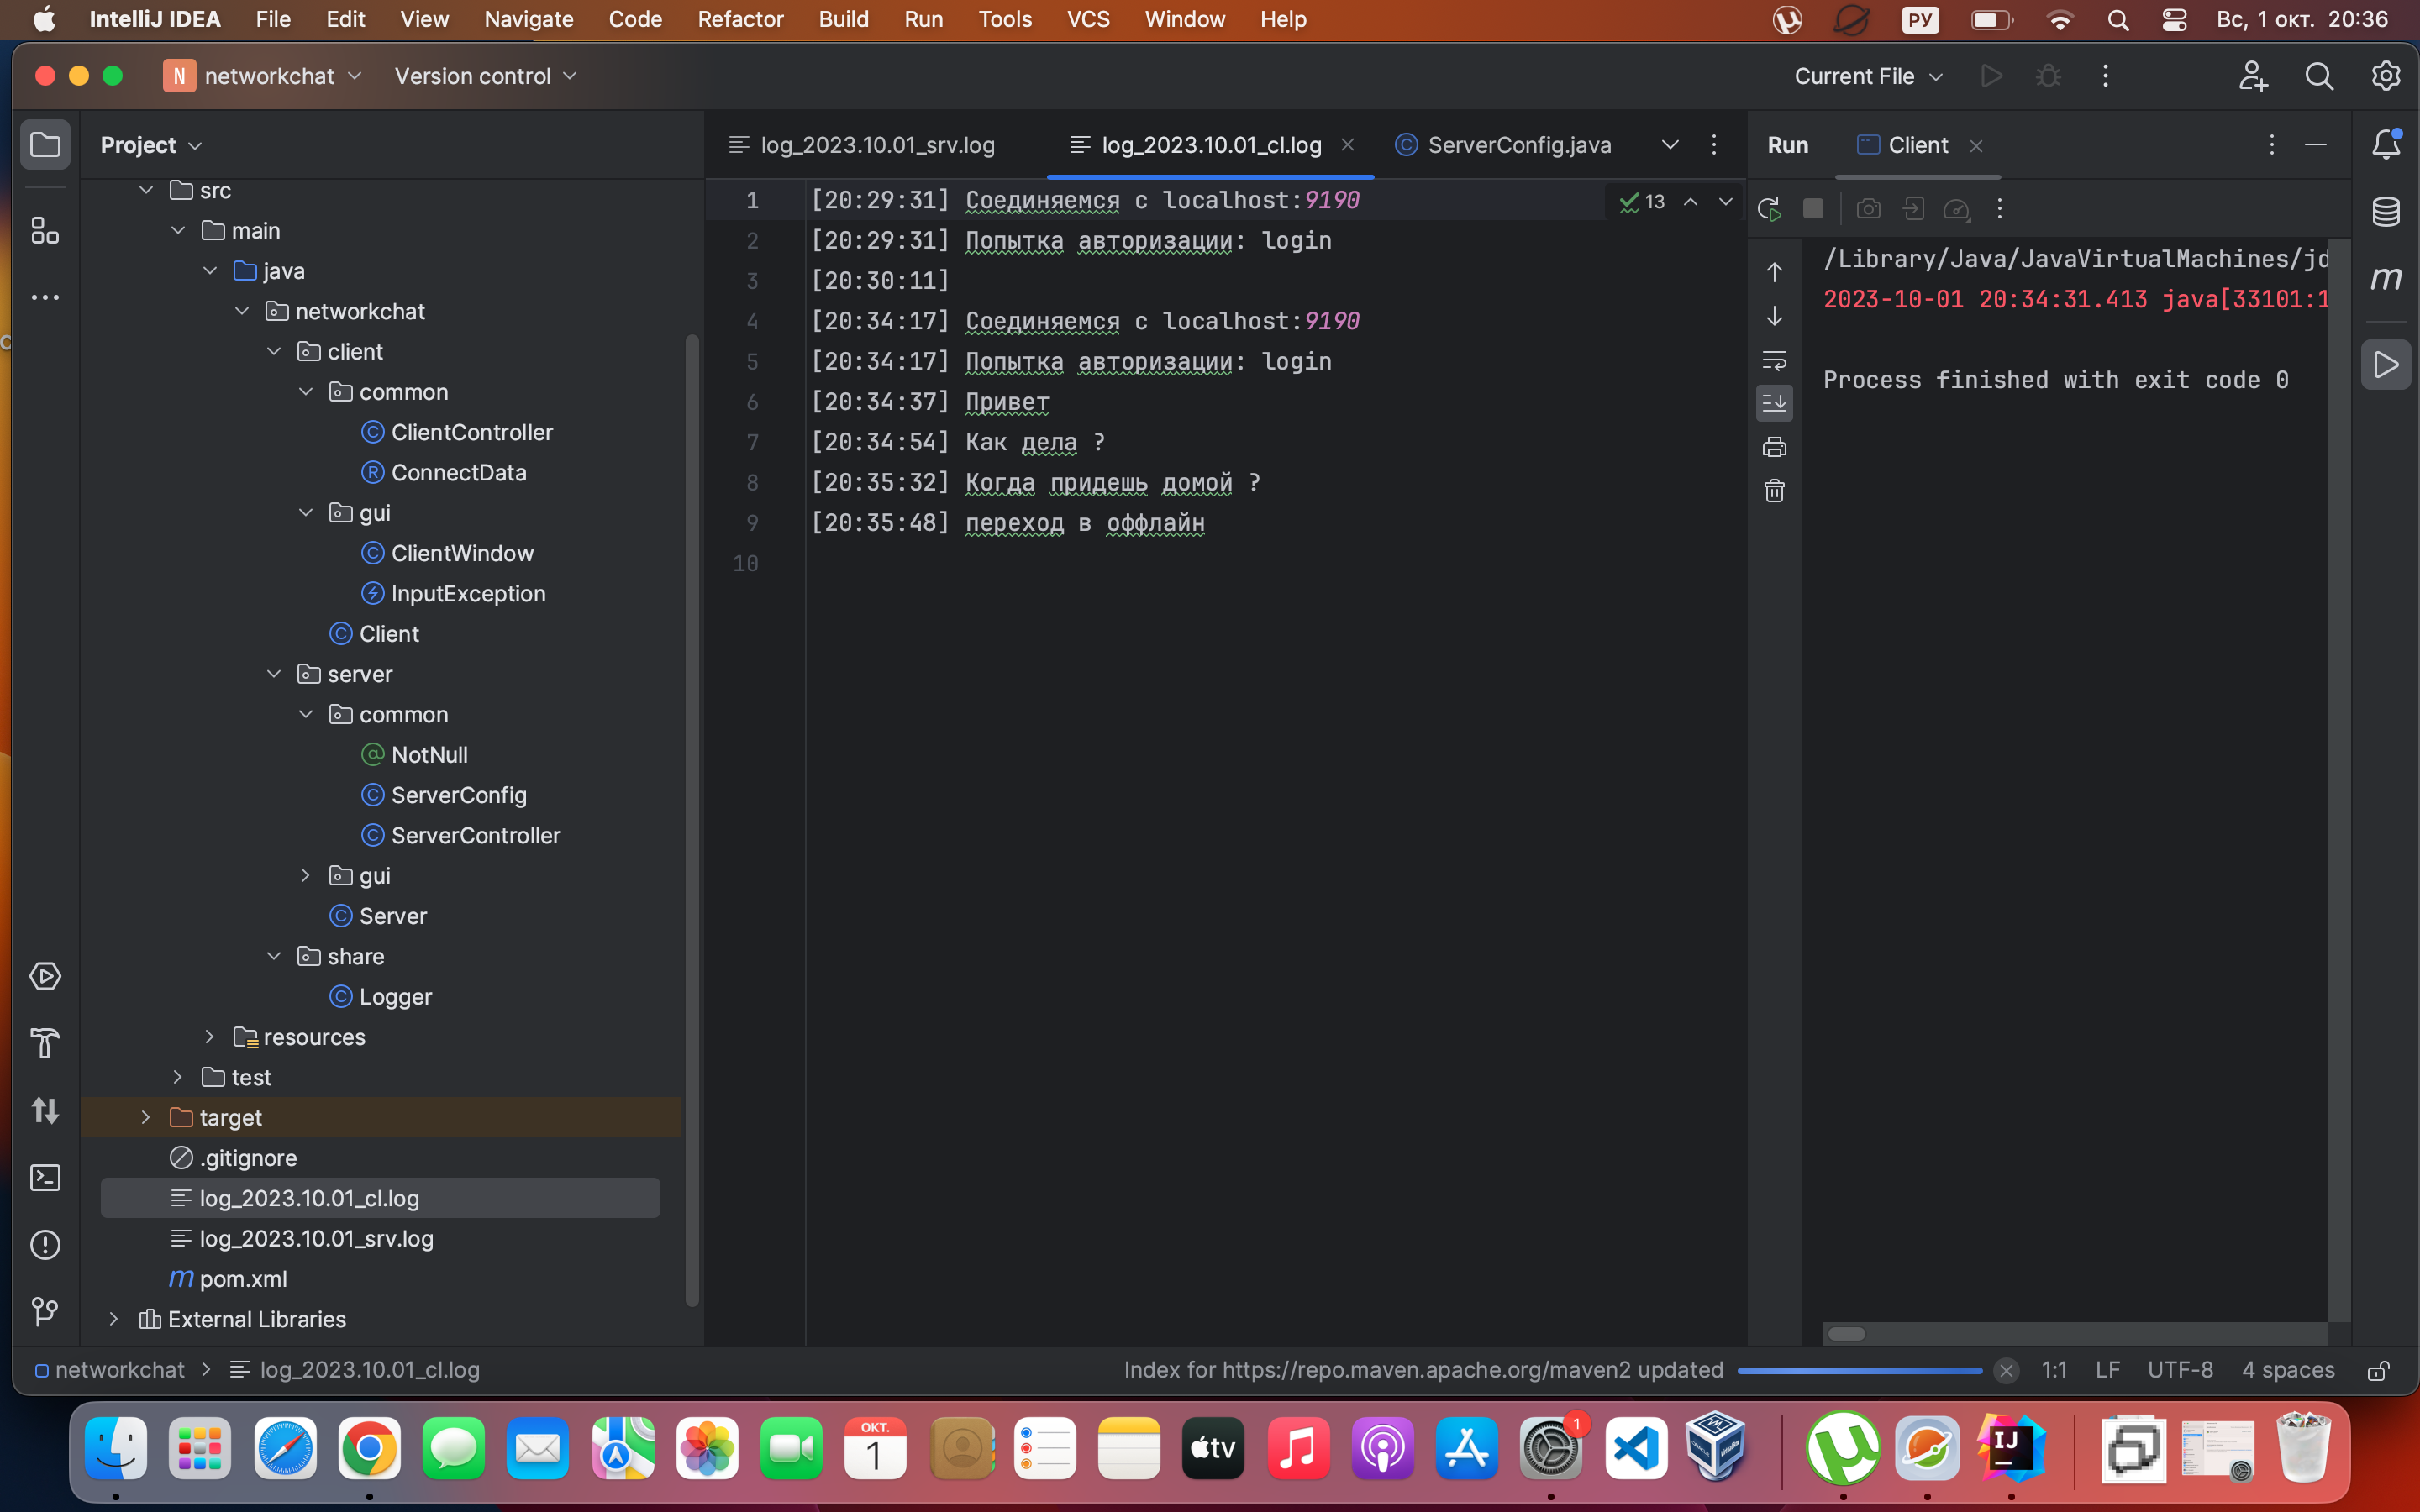 IntelliJ IDEA File Edit View Navigate Code Refactor Build Run Tools VCS Window Help РУ Вс, 1 окт. 20:36
N networkchat Version control Current File
Project
src
main
java
networkchat
client
common
ClientController
ConnectData
gui
ClientWindow
InputException
Client
server
common
NotNull
ServerConfig
ServerController
gui
Server
share
Logger
resources
test
target
.gitignore
log_2023.10.01_cl.log
log_2023.10.01_srv.log
pom.xml
External Libraries
log_2023.10.01_srv.log log_2023.10.01_cl.log ServerConfig.java
13
1 [20:29:31] Соединяемся с localhost:9190
2 [20:29:31] Попытка авторизации: login
3 [20:30:11]
4 [20:34:17] Соединяемся с localhost:9190
5 [20:34:17] Попытка авторизации: login
6 [20:34:37] Привет
7 [20:34:54] Как дела ?
8 [20:35:32] Когда придешь домой ?
9 [20:35:48] переход в оффлайн
10
Run Client
/Library/Java/JavaVirtualMachines/jd
2023-10-01 20:34:31.413 java[33101:1
Process finished with exit code 0
networkchat > log_2023.10.01_cl.log Index for https://repo.maven.apache.org/maven2 updated 1:1 LF UTF-8 4 spaces
ОКТ.
1
tv
1
IJ